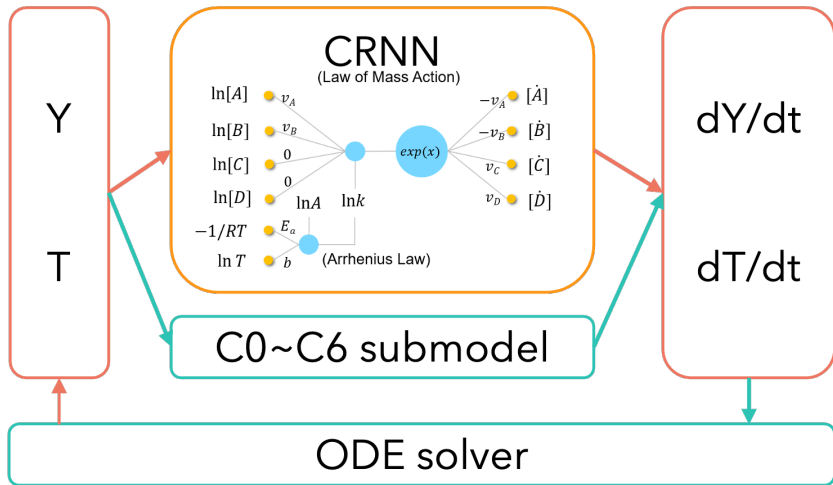 Y
T
CRNN
(Law of Mass Action)
ln[A] v_A
ln[B] v_B
ln[C] 0
ln[D] 0
lnA lnk
−1/RT E_a
ln T b
(Arrhenius Law)
exp(x)
−v_A [Ȧ]
−v_B [Ḃ]
v_C [Ċ]
v_D [Ḋ]
C0~C6 submodel
dY/dt
dT/dt
ODE solver